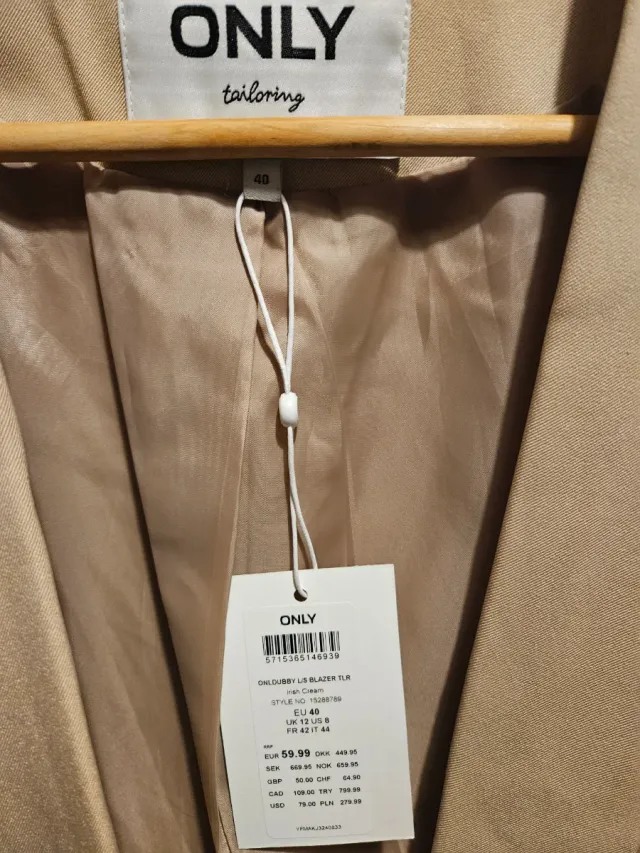 ONLY
tailoring
40
ONLY
5715365146939
ONLDUBBY L/S BLAZER TLR
Irish Cream
STYLE NO. 15288789
EU 40
UK 12 US 8
FR 42 IT 44
RRP
EUR 59.99 DKK 449.95
SEK 669.95 NOK 659.95
GBP 50.00 CHF 64.90
CAD 109.00 TRY 799.99
USD 79.00 PLN 279.99